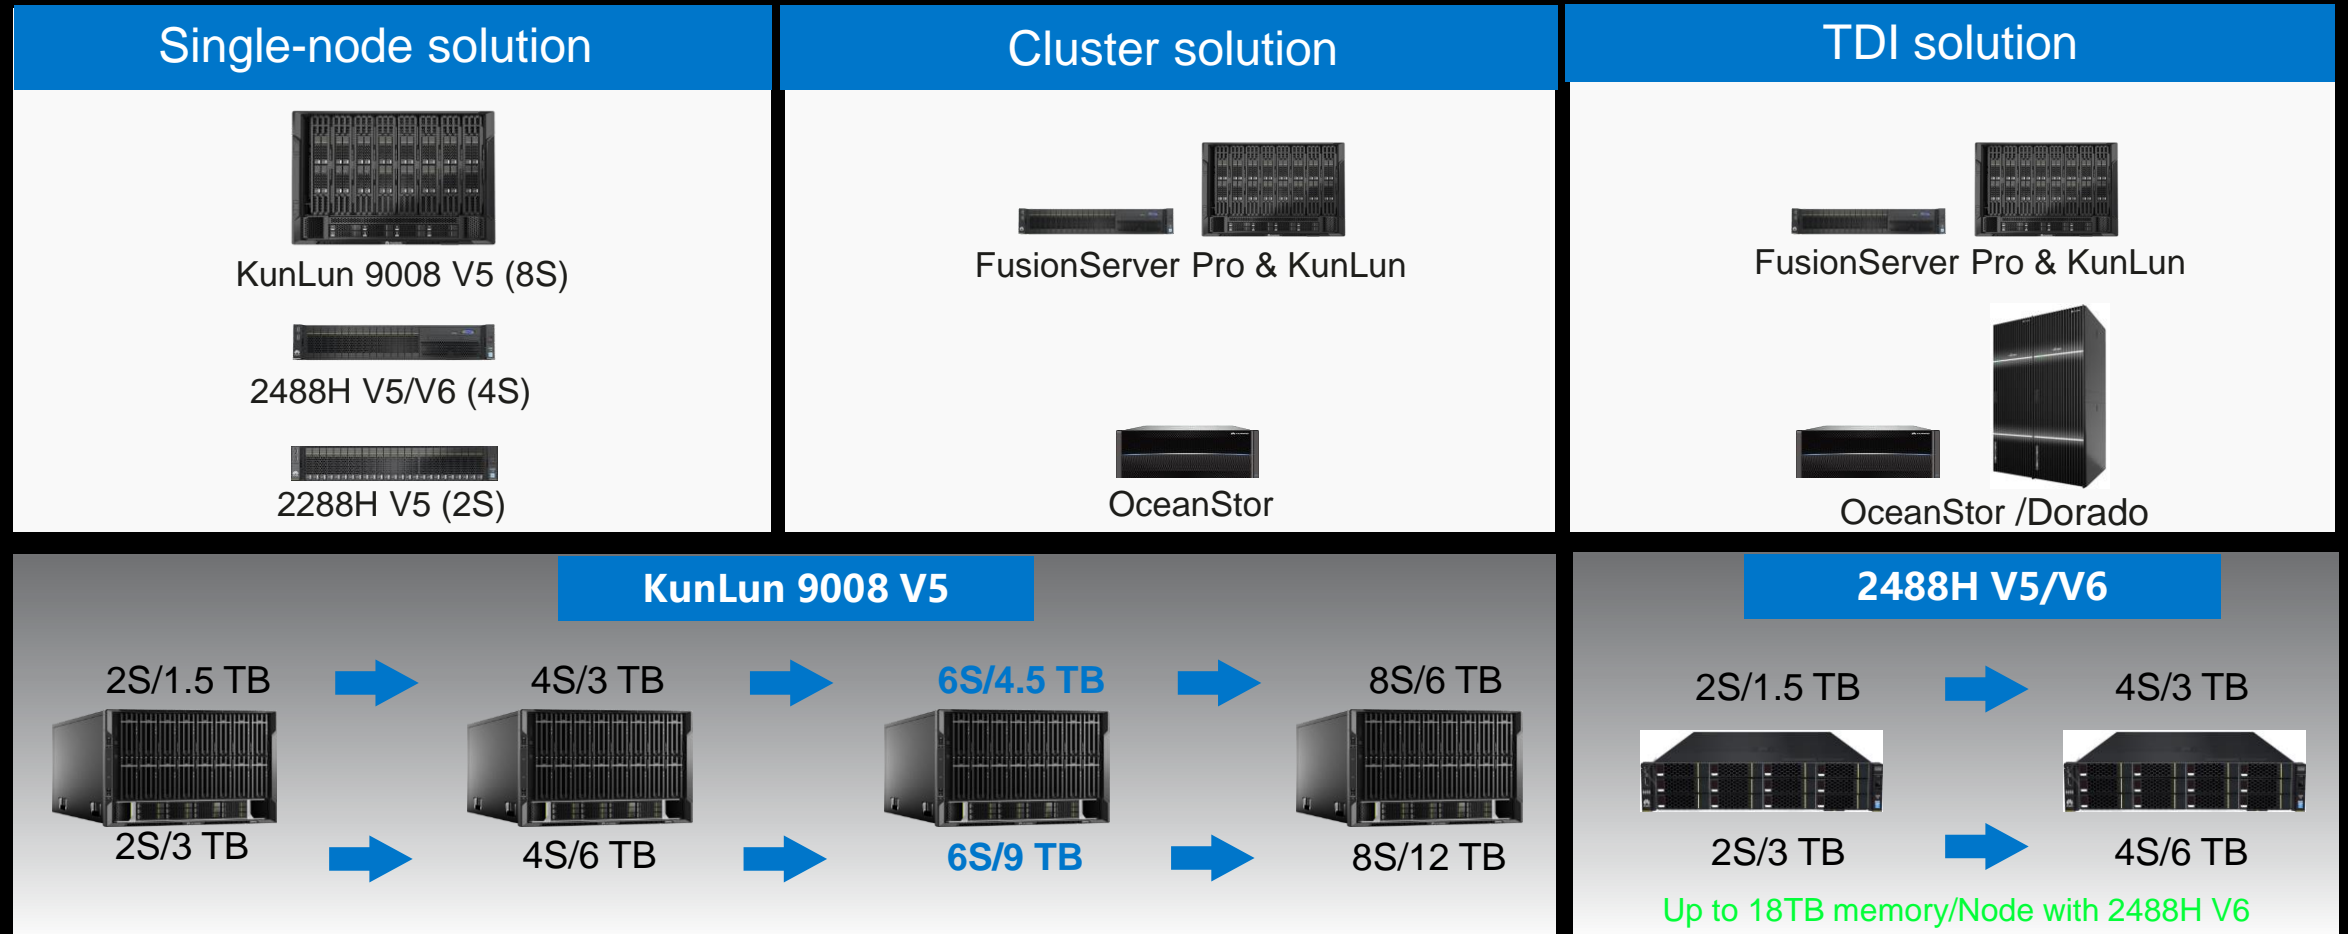 Single-node solution
Cluster solution
TDI solution
KunLun 9008 V5 (8S)
2488H V5/V6 (4S)
2288H V5 (2S)
FusionServer Pro & KunLun
OceanStor
FusionServer Pro & KunLun
OceanStor /Dorado
KunLun 9008 V5
2S/1.5 TB
4S/3 TB
6S/4.5 TB
8S/6 TB
2S/3 TB
4S/6 TB
6S/9 TB
8S/12 TB
2488H V5/V6
2S/1.5 TB
4S/3 TB
2S/3 TB
4S/6 TB
Up to 18TB memory/Node with 2488H V6